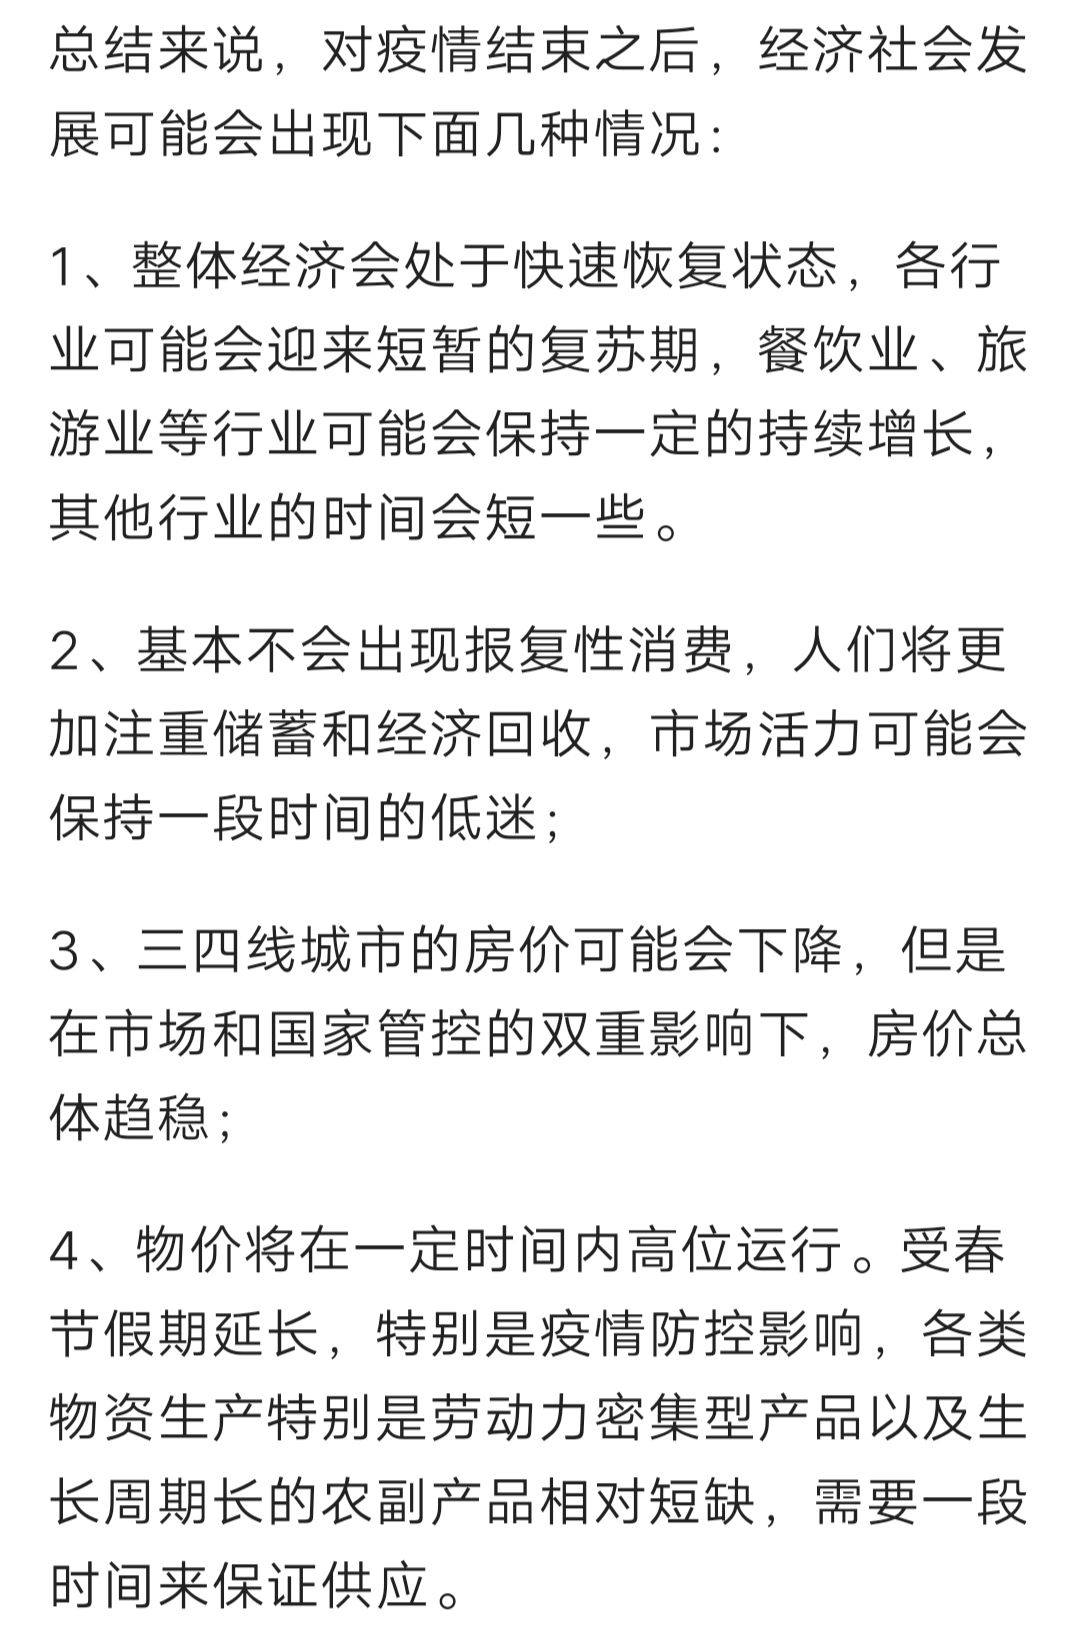 总结来说，对疫情结束之后，经济社会发
展可能会出现下面几种情况：
1、整体经济会处于快速恢复状态，各行
业可能会迎来短暂的复苏期，餐饮业、旅
游业等行业可能会保持一定的持续增长，
其他行业的时间会短一些。
2、基本不会出现报复性消费，人们将更
加注重储蓄和经济回收，市场活力可能会
保持一段时间的低迷；
3、三四线城市的房价可能会下降，但是
在市场和国家管控的双重影响下，房价总
体趋稳；
4、物价将在一定时间内高位运行。受春
节假期延长，特别是疫情防控影响，各类
物资生产特别是劳动力密集型产品以及生
长周期长的农副产品相对短缺，需要一段
时间来保证供应。